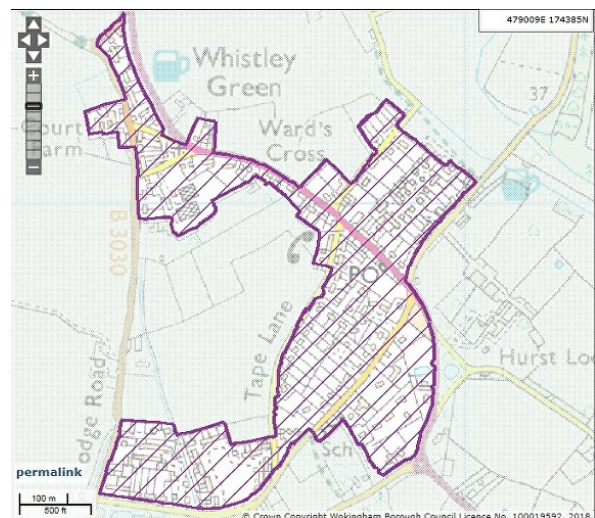 479009E 174385N
Whistley
Green
37
Court
Farm
Ward's
Cross
B 3030
PO
Tape Lane
Hurst Lo
odge Road
Sch
permalink
100 m
500 ft
© Crown Copyright Wokingham Borough Council Licence No. 100019592, 2018